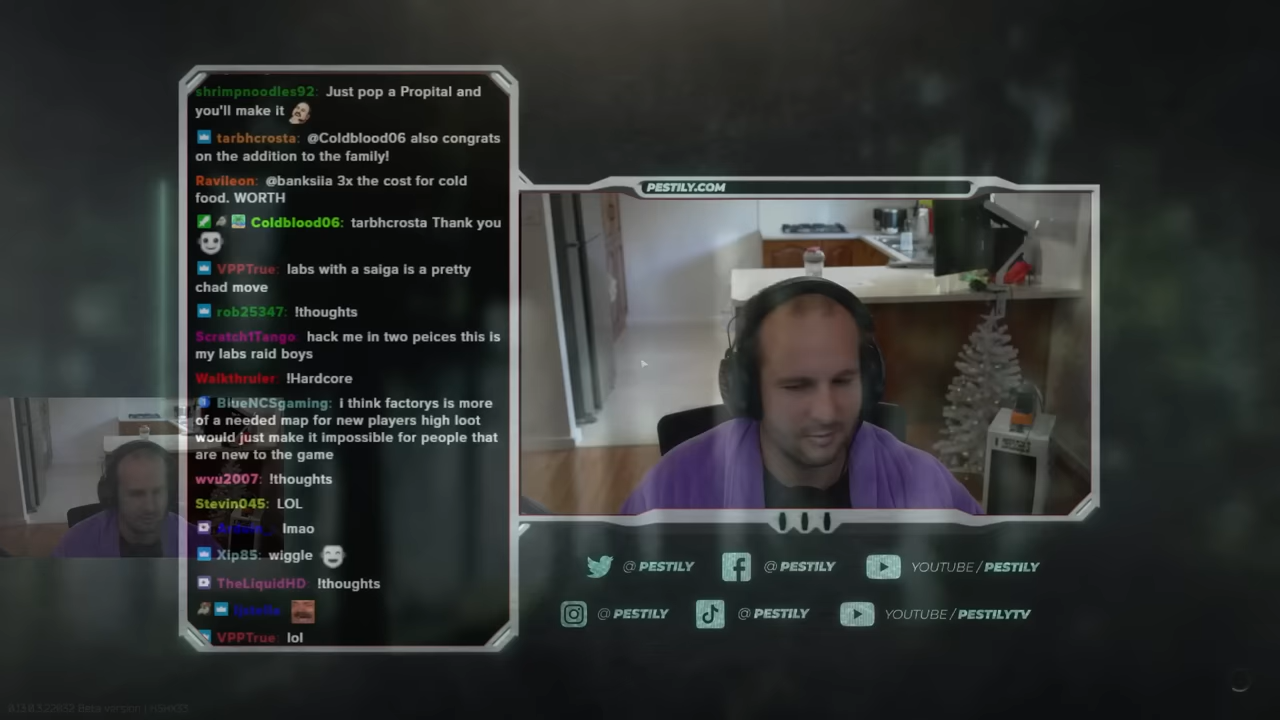 shrimpnoodles92: Just pop a Propital and
you'll make it
tarbhcrosta: @Coldblood06 also congrats
on the addition to the family!
Ravileon: @banksiia 3x the cost for cold
food. WORTH
Coldblood06: tarbhcrosta Thank you
VPPTrue: labs with a saiga is a pretty
chad move
rob25347: !thoughts
Scratch1Tango: hack me in two peices this is
my labs raid boys
Walkthruler: !Hardcore
BlueNCSgaming: i think factorys is more
of a needed map for new players high loot
would just make it impossible for people that
are new to the game
wvu2007: !thoughts
Stevin045: LOL
lmao
Xip85: wiggle
TheLiquidHD: !thoughts
VPPTrue: lol
PESTILY.COM
@PESTILY @PESTILY YOUTUBE/PESTILY
@PESTILY @PESTILY YOUTUBE/PESTILYTV
Beta version